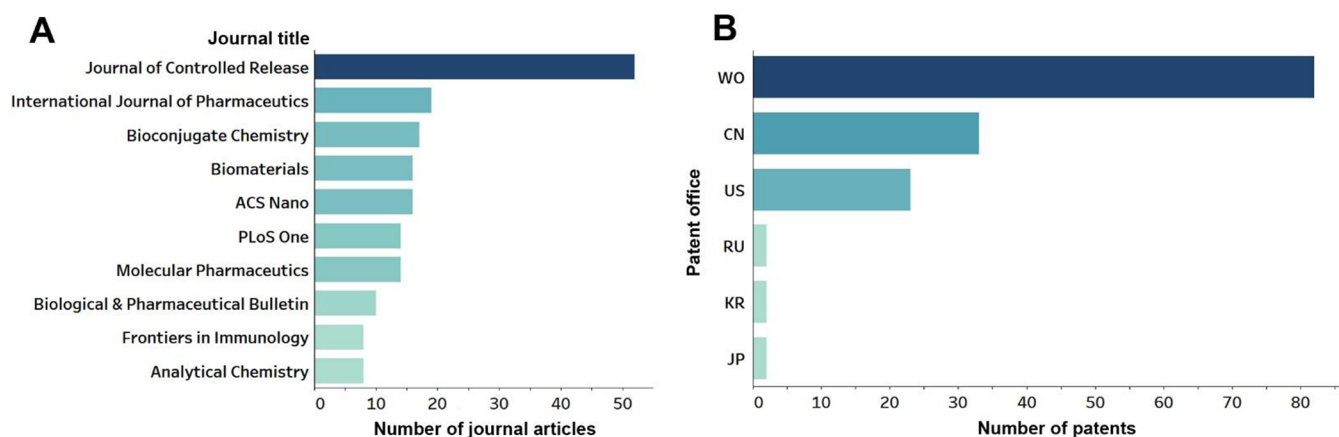 A
Journal title
Journal of Controlled Release
International Journal of Pharmaceutics
Bioconjugate Chemistry
Biomaterials
ACS Nano
PLoS One
Molecular Pharmaceutics
Biological & Pharmaceutical Bulletin
Frontiers in Immunology
Analytical Chemistry
0 10 20 30 40 50
Number of journal articles
B
Patent office
WO
CN
US
RU
KR
JP
0 10 20 30 40 50 60 70 80
Number of patents